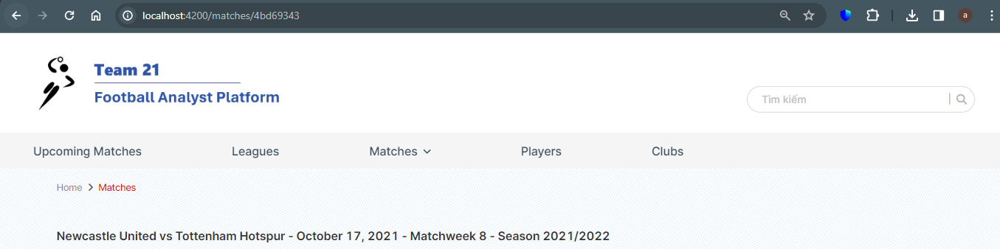 localhost:4200/matches/4bd69343
a
Team 21
Football Analyst Platform
Tìm kiếm
Upcoming Matches Leagues Matches Players Clubs
Home > Matches
Newcastle United vs Tottenham Hotspur - October 17, 2021 - Matchweek 8 - Season 2021/2022